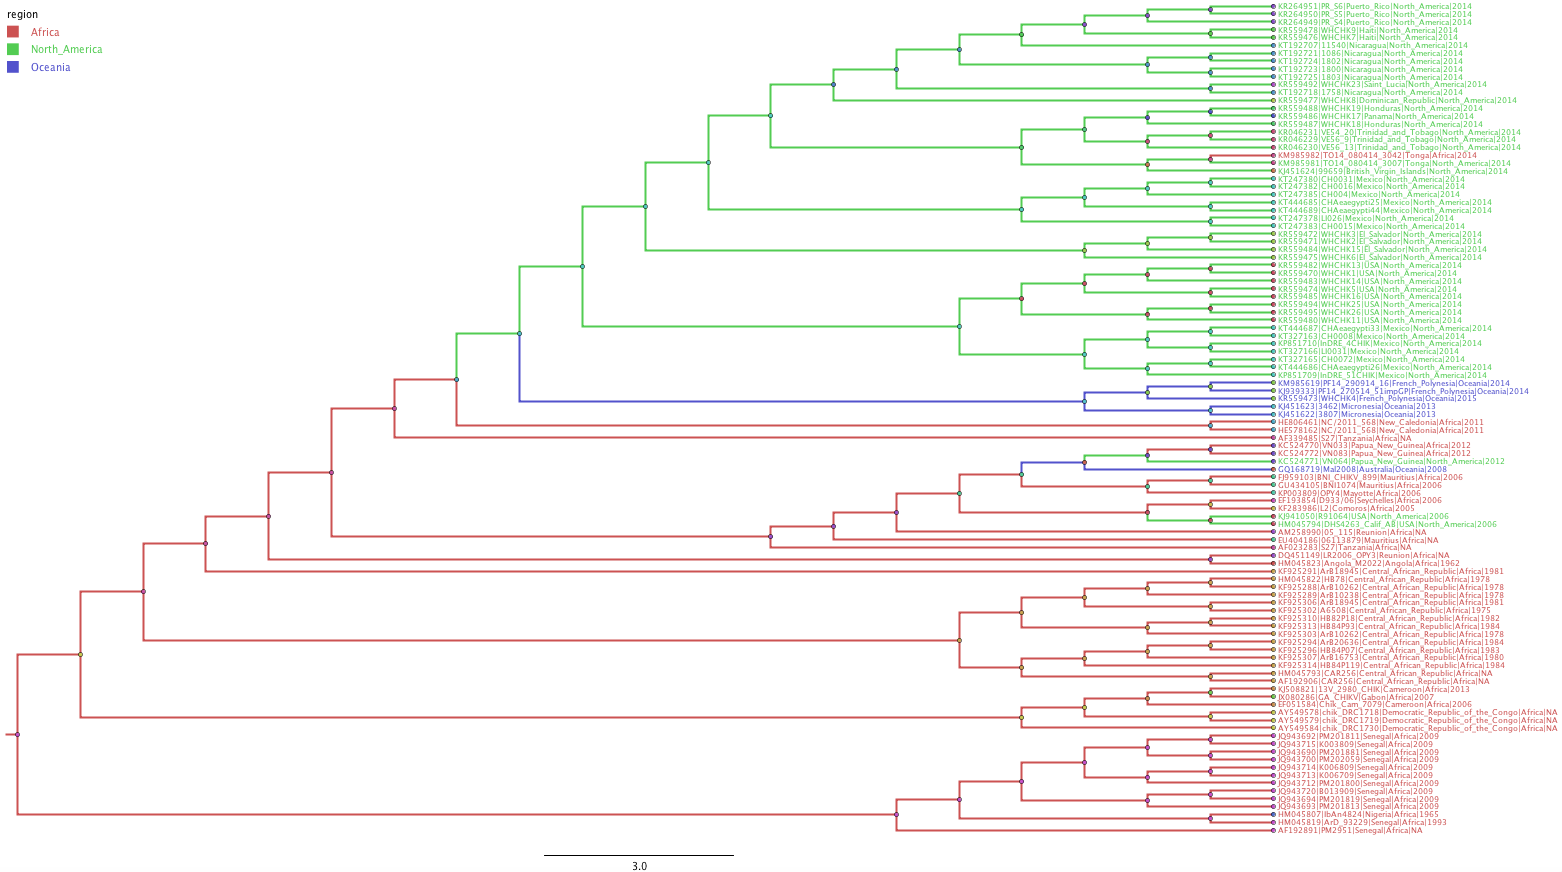 region
Africa
North_America
Oceania
KR264951|PR_S6|Puerto_Rico|North_America|2014
KR264950|PR_S5|Puerto_Rico|North_America|2014
KR264949|PR_S4|Puerto_Rico|North_America|2014
KR559478|WHCHK9|Haiti|North_America|2014
KR559476|WHCHK7|Haiti|North_America|2014
KT192707|11540|Nicaragua|North_America|2014
KT192721|1086|Nicaragua|North_America|2014
KT192724|1802|Nicaragua|North_America|2014
KT192723|1800|Nicaragua|North_America|2014
KT192725|1803|Nicaragua|North_America|2014
KR559492|WHCHK23|Saint_Lucia|North_America|2014
KT192718|1758|Nicaragua|North_America|2014
KR559477|WHCHK8|Dominican_Republic|North_America|2014
KR559488|WHCHK19|Honduras|North_America|2014
KR559486|WHCHK17|Panama|North_America|2014
KR559487|WHCHK18|Honduras|North_America|2014
KR046231|VE54_20|Trinidad_and_Tobago|North_America|2014
KR046229|VE56_9|Trinidad_and_Tobago|North_America|2014
KR046230|VE56_13|Trinidad_and_Tobago|North_America|2014
KM985982|TO14_080414_3042|Tonga|Africa|2014
KM985981|TO14_080414_3007|Tonga|North_America|2014
KJ451624|99659|British_Virgin_Islands|North_America|2014
KT247380|CH0031|Mexico|North_America|2014
KT247382|CH0016|Mexico|North_America|2014
KT247385|CH004|Mexico|North_America|2014
KT444685|CHAeaegypti25|Mexico|North_America|2014
KT444689|CHAeaegypti44|Mexico|North_America|2014
KT247378|LI026|Mexico|North_America|2014
KT247383|CH0015|Mexico|North_America|2014
KR559472|WHCHK3|El_Salvador|North_America|2014
KR559471|WHCHK2|El_Salvador|North_America|2014
KR559484|WHCHK15|El_Salvador|North_America|2014
KR559475|WHCHK6|El_Salvador|North_America|2014
KR559482|WHCHK13|USA|North_America|2014
KR559470|WHCHK1|USA|North_America|2014
KR559483|WHCHK14|USA|North_America|2014
KR559474|WHCHK5|USA|North_America|2014
KR559485|WHCHK16|USA|North_America|2014
KR559494|WHCHK25|USA|North_America|2014
KR559495|WHCHK26|USA|North_America|2014
KR559480|WHCHK11|USA|North_America|2014
KT444687|CHAeaegypti33|Mexico|North_America|2014
KT327163|CH0008|Mexico|North_America|2014
KP851710|InDRE_4CHIK|Mexico|North_America|2014
KT327166|LI0031|Mexico|North_America|2014
KT327165|CH0072|Mexico|North_America|2014
KT444686|CHAeaegypti26|Mexico|North_America|2014
KP851709|InDRE_51CHIK|Mexico|North_America|2014
KM985619|PF14_290914_16|French_Polynesia|Oceania|2014
KJ939333|PF14_270514_51impGP|French_Polynesia|Oceania|2014
KR559473|WHCHK4|French_Polynesia|Oceania|2015
KJ451623|3462|Micronesia|Oceania|2013
KJ451622|3807|Micronesia|Oceania|2013
HE806461|NC/2011_568|New_Caledonia|Africa|2011
HE578162|NC/2011_568|New_Caledonia|Africa|2011
AF339485|S27|Tanzania|Africa|NA
KC524770|VN033|Papua_New_Guinea|Africa|2012
KC524772|VN083|Papua_New_Guinea|Africa|2012
KC524771|VN064|Papua_New_Guinea|North_America|2012
GQ168719|Mal2008|Australia|Oceania|2008
FJ959103|BNI_CHIKV_899|Mauritius|Africa|2006
GU434105|BNI1074|Mauritius|Africa|2006
KP003809|OPY4|Mayotte|Africa|2006
EF193854|D933/06|Seychelles|Africa|2006
KF283986|L2|Comoros|Africa|2005
KJ941050|R91064|USA|North_America|2006
HM045794|DHS4263_Calif_AB|USA|North_America|2006
AM258990|05_115|Reunion|Africa|NA
EU404186|06113879|Mauritius|Africa|NA
AF023283|S27|Tanzania|Africa|NA
DQ451149|LR2006_OPY3|Reunion|Africa|NA
HM045823|Angola_M2022|Angola|Africa|1962
KF925291|ArB18945|Central_African_Republic|Africa|1981
HM045822|HB78|Central_African_Republic|Africa|1978
KF925288|ArB10262|Central_African_Republic|Africa|1978
KF925289|ArB10238|Central_African_Republic|Africa|1978
KF925306|ArB18945|Central_African_Republic|Africa|1981
KF925302|A6508|Central_African_Republic|Africa|1975
KF925310|HB82P18|Central_African_Republic|Africa|1982
KF925313|HB84P93|Central_African_Republic|Africa|1984
KF925303|ArB10262|Central_African_Republic|Africa|1978
KF925294|ArB20636|Central_African_Republic|Africa|1984
KF925296|HB84P07|Central_African_Republic|Africa|1983
KF925307|ArB16753|Central_African_Republic|Africa|1980
KF925314|HB84P119|Central_African_Republic|Africa|1984
HM045793|CAR256|Central_African_Republic|Africa|NA
AF192906|CAR256|Central_African_Republic|Africa|NA
KJ508821|13V_2980_CHIK|Cameroon|Africa|2013
JX080286|GA_CHIKV|Gabon|Africa|2007
EF051584|Chik_Cam_7079|Cameroon|Africa|2006
AY549578|chik_DRC1718|Democratic_Republic_of_the_Congo|Africa|NA
AY549579|chik_DRC1719|Democratic_Republic_of_the_Congo|Africa|NA
AY549584|chik_DRC1730|Democratic_Republic_of_the_Congo|Africa|NA
JQ943692|PM201811|Senegal|Africa|2009
JQ943715|K003809|Senegal|Africa|2009
JQ943690|PM201881|Senegal|Africa|2009
JQ943700|PM202059|Senegal|Africa|2009
JQ943714|K006809|Senegal|Africa|2009
JQ943713|K006709|Senegal|Africa|2009
JQ943712|PM201800|Senegal|Africa|2009
JQ943720|B013909|Senegal|Africa|2009
JQ943694|PM201819|Senegal|Africa|2009
JQ943693|PM201813|Senegal|Africa|2009
HM045807|IbAn4824|Nigeria|Africa|1965
HM045819|ArD_93229|Senegal|Africa|1993
AF192891|PM2951|Senegal|Africa|NA
3.0